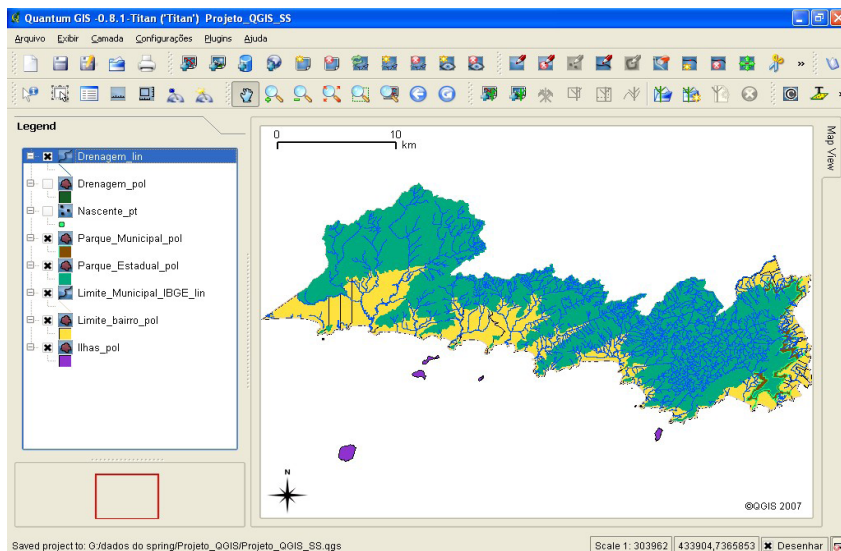 Quantum GIS -0.8.1-Titan ('Titan') Projeto_QGIS_SS
Arquivo Exibir Camada Configurações Plugins Ajuda
Legend
Drenagem_lin
Drenagem_pol
Nascente_pt
Parque_Municipal_pol
Parque_Estadual_pol
Limite_Municipal_IBGE_lin
Limite_bairro_pol
Ilhas_pol
0 10
km
N
©QGIS 2007
Map View
Saved project to: G:/dados do spring/Projeto_QGIS/Projeto_QGIS_SS.qgs
Scale 1: 303962 433904,7365853 Desenhar